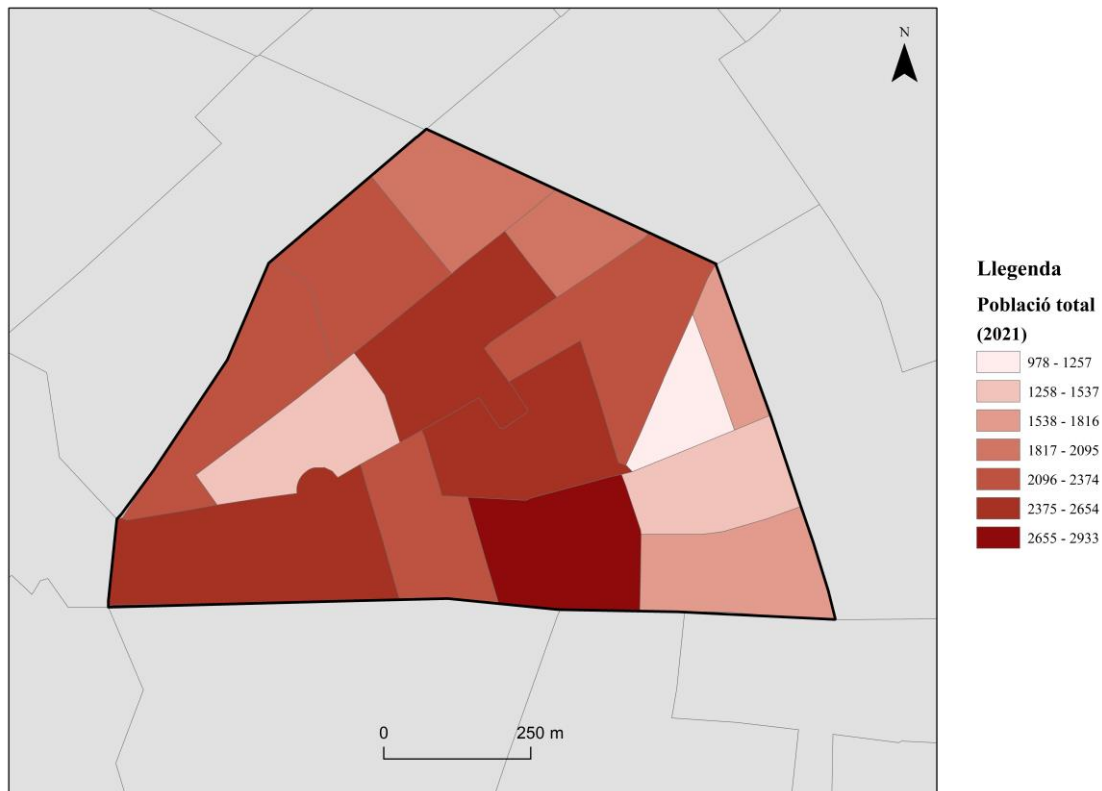 N
Llegenda
Població total
(2021)
978 - 1257
1258 - 1537
1538 - 1816
1817 - 2095
2096 - 2374
2375 - 2654
2655 - 2933
0 250 m